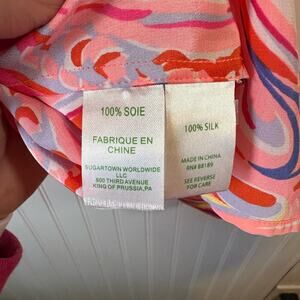 100% SOIE
FABRIQUE EN
CHINE
SUGARTOWN WORLDWIDE
LLC
800 THIRD AVENUE
KING OF PRUSSIA,PA
100% SILK
MADE IN CHINA
RN# 88189
SEE REVERSE
FOR CARE